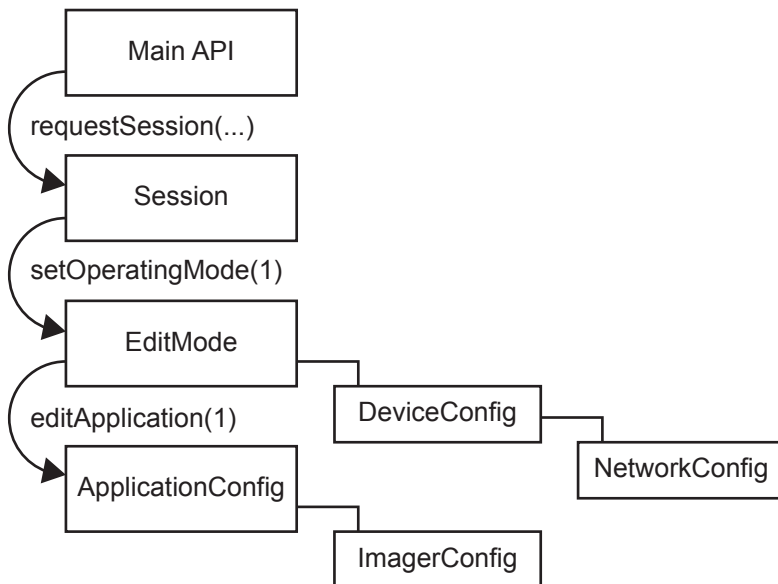 Main API
requestSession(...)
Session
setOperatingMode(1)
EditMode
DeviceConfig
editApplication(1)
NetworkConfig
ApplicationConfig
ImagerConfig